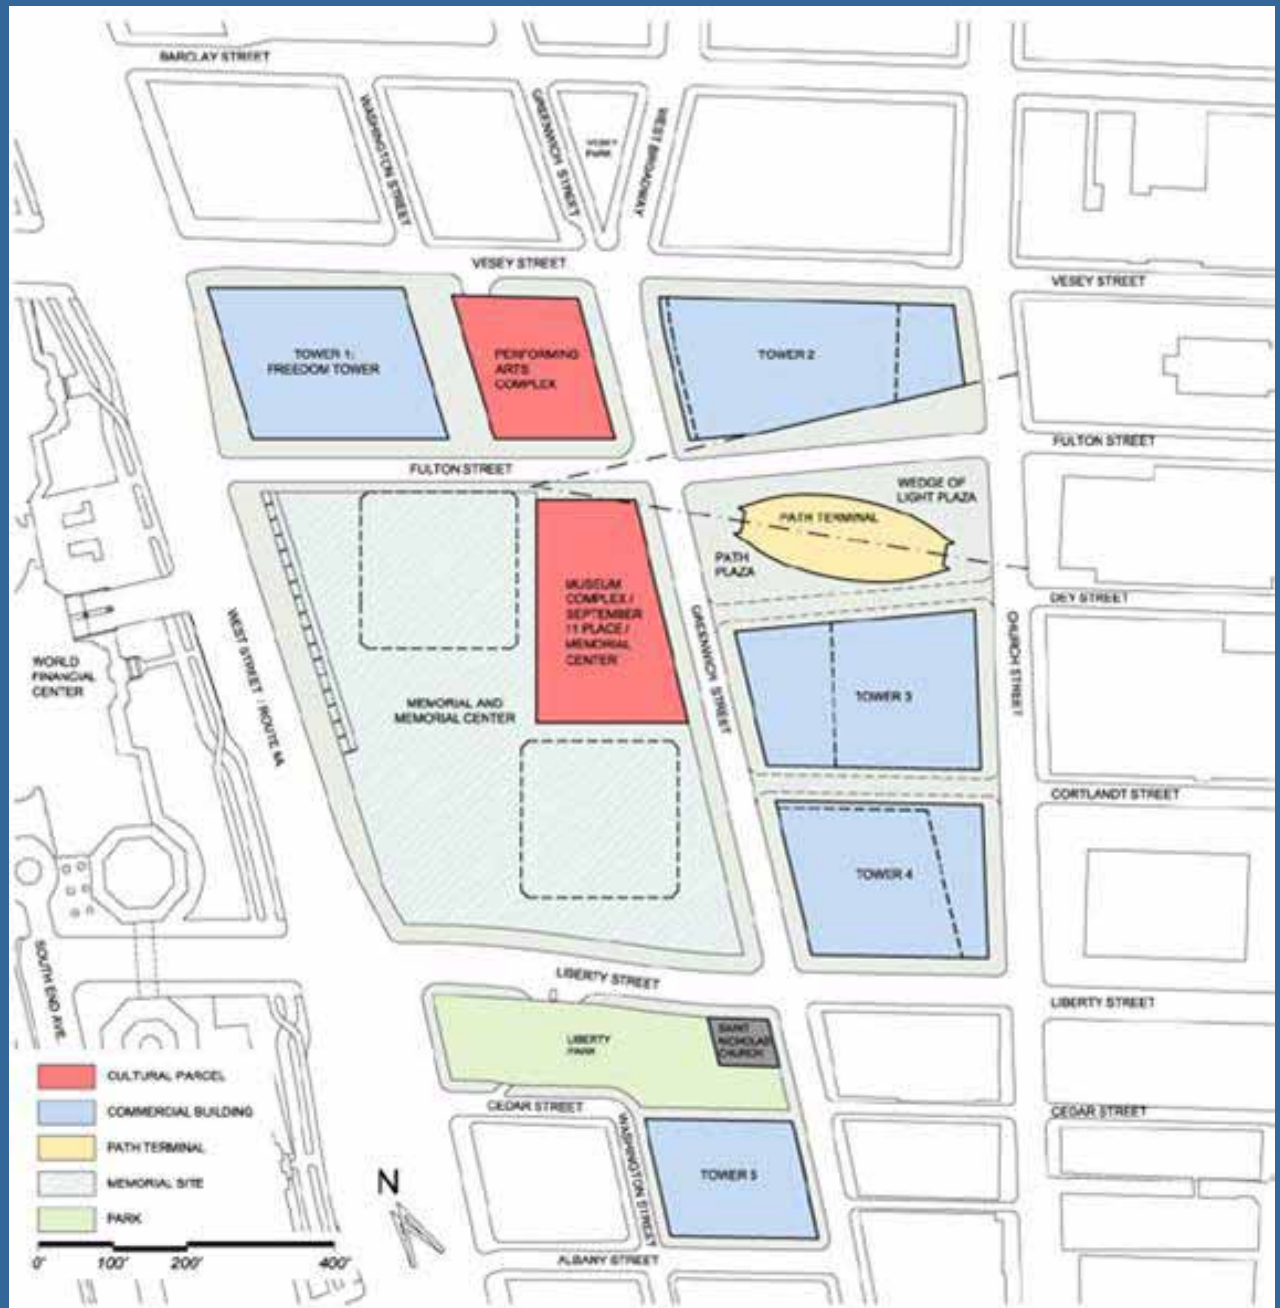 BARCLAY STREET
WASHINGTON STREET
GREENWICH STREET
VESEY
PARK
WEST BROADWAY
VESEY STREET
VESEY STREET
TOWER 1:
FREEDOM TOWER
PERFORMING
ARTS
COMPLEX
TOWER 2
FULTON STREET
FULTON STREET
WEDGE OF
LIGHT PLAZA
PATH TERMINAL
PATH
PLAZA
MUSEUM
COMPLEX /
SEPTEMBER
11 PLACE /
MEMORIAL
CENTER
DEY STREET
WEST STREET / ROUTE 9A
GREENWICH STREET
CHURCH STREET
WORLD
FINANCIAL
CENTER
MEMORIAL AND
MEMORIAL CENTER
TOWER 3
CORTLANDT STREET
TOWER 4
SOUTH END AVE.
LIBERTY STREET
LIBERTY STREET
LIBERTY
PARK
SAINT
NICHOLAS
CHURCH
CEDAR STREET
CEDAR STREET
WASHINGTON STREET
TOWER 5
ALBANY STREET
CULTURAL PARCEL
COMMERCIAL BUILDING
PATH TERMINAL
MEMORIAL SITE
PARK
N
0' 100' 200' 400'